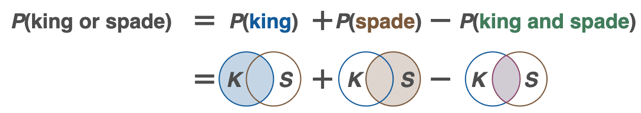 P(king or spade) = P(king) + P(spade) − P(king and spade)
= K S + K S − K S